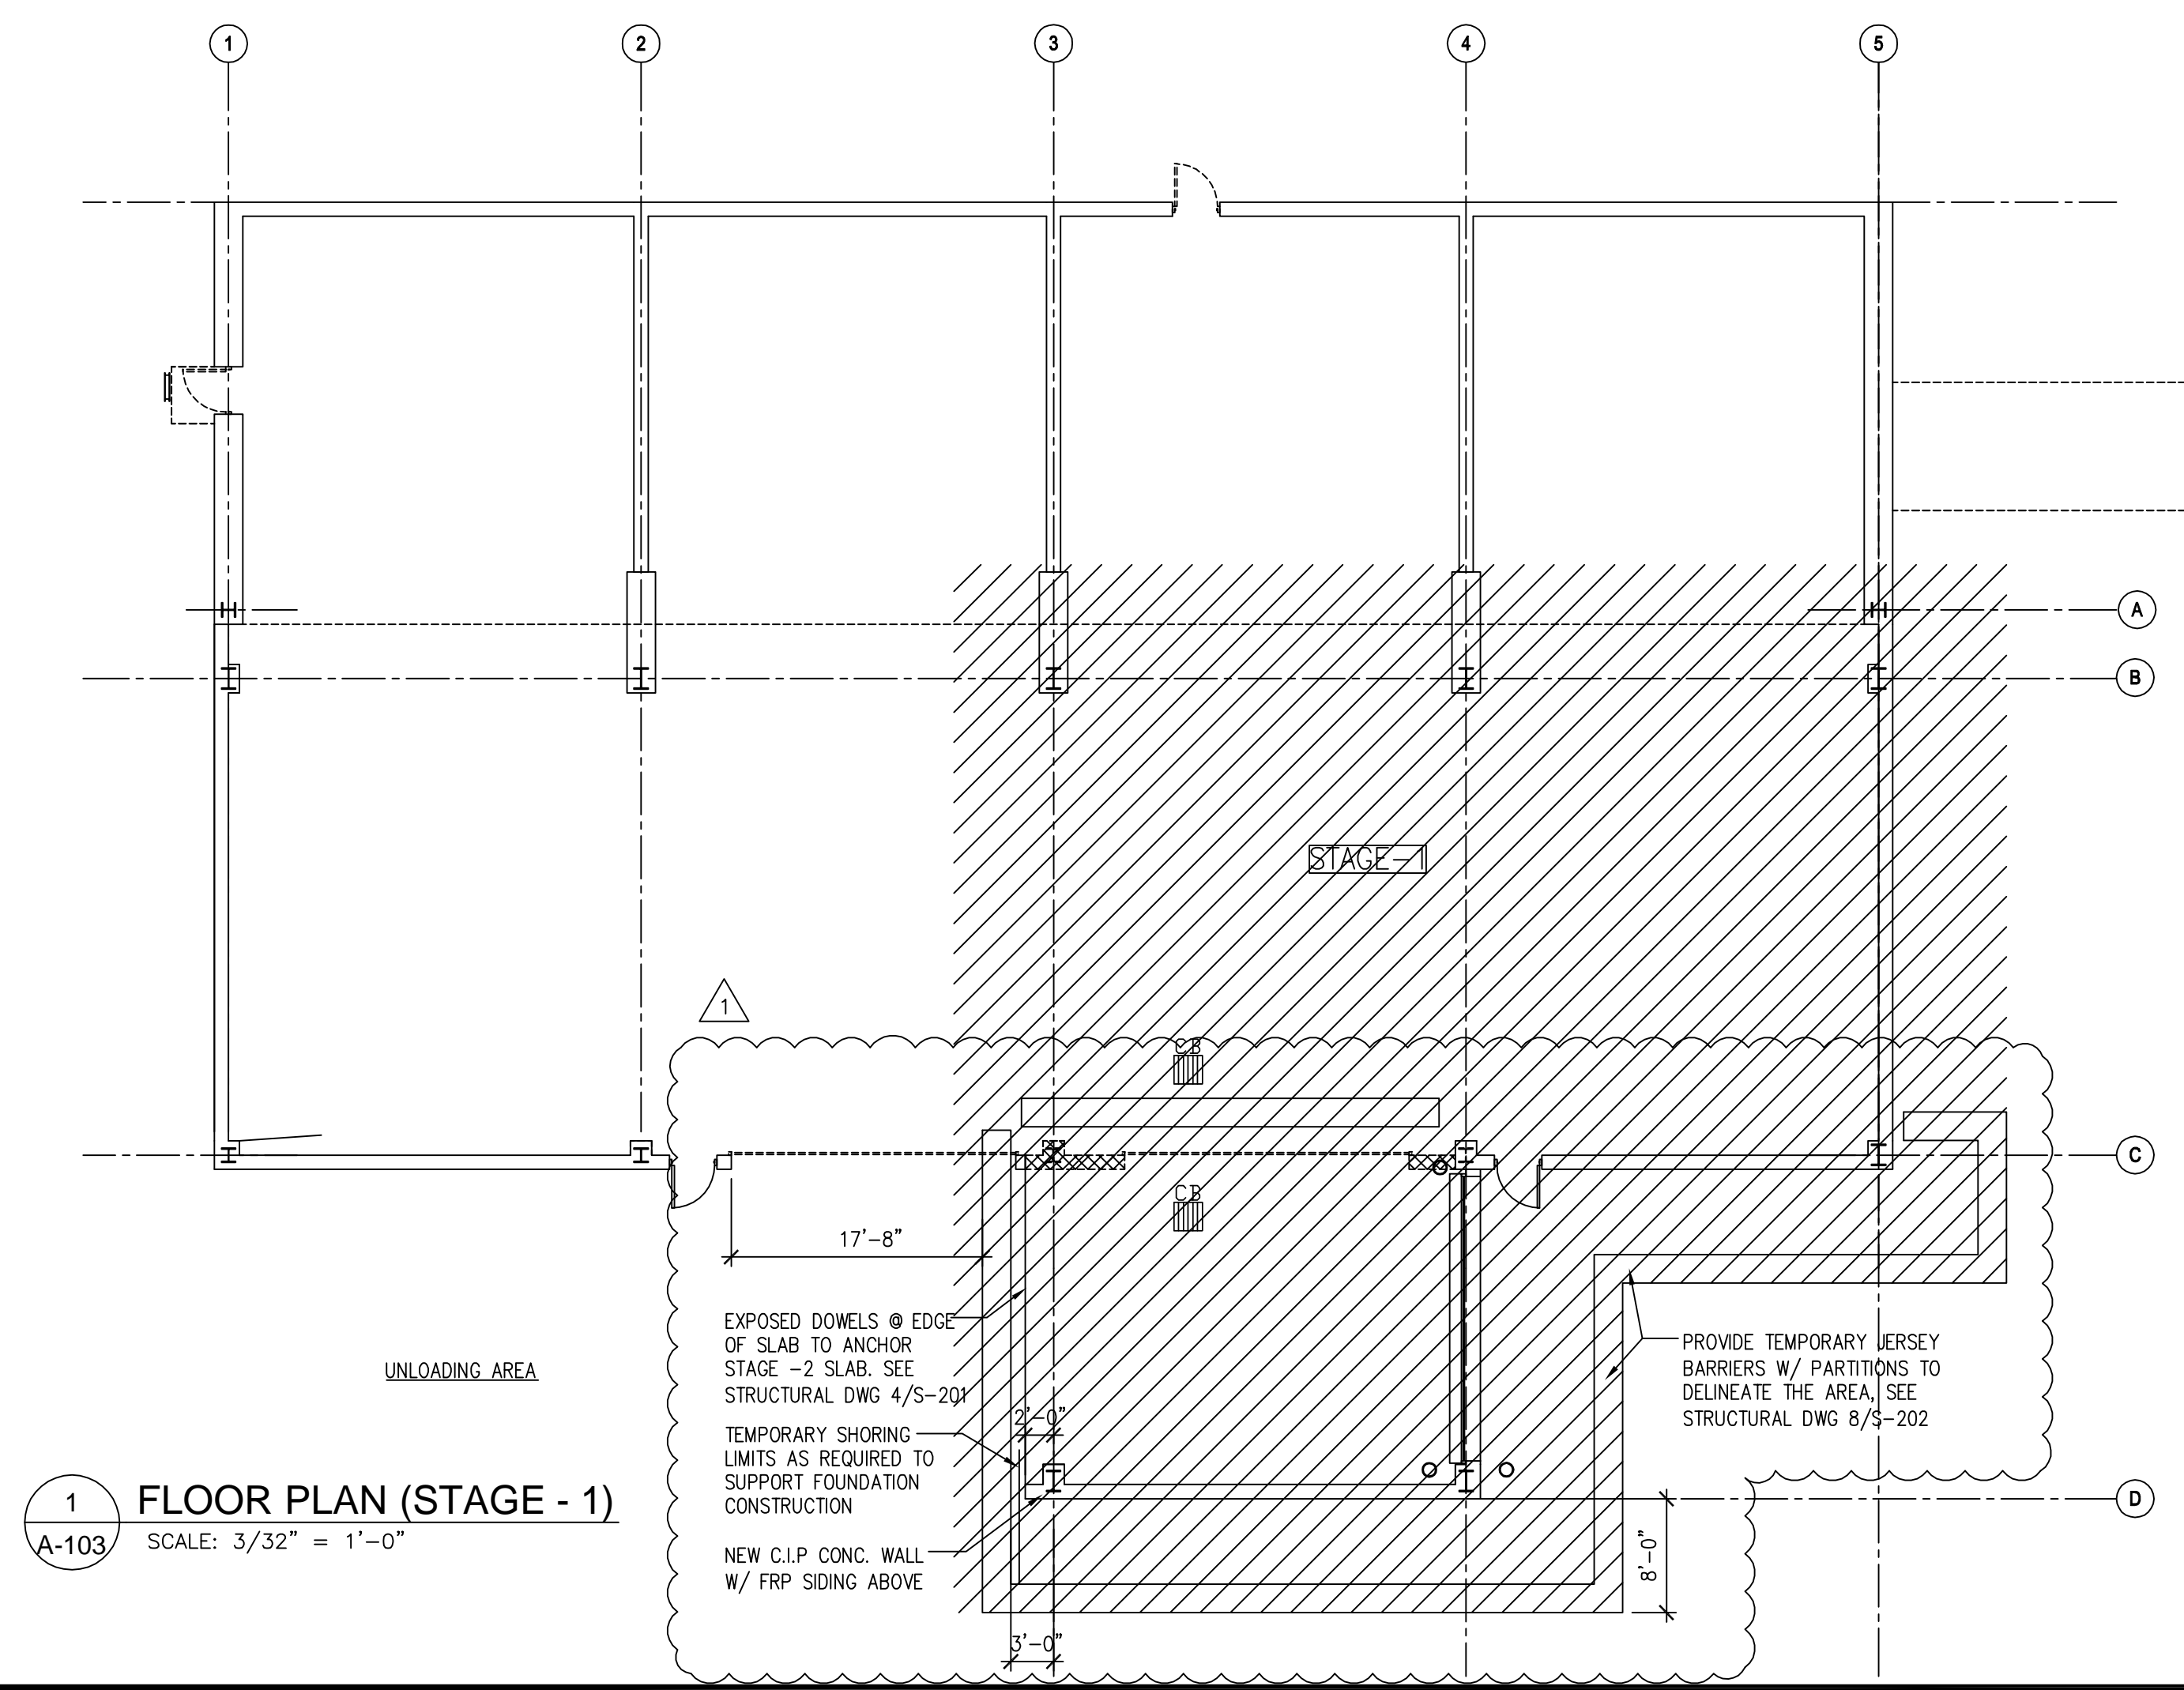 1
2
3
4
5
A
B
STAGE-1
1
CB
C
CB
17'-8"
EXPOSED DOWELS @ EDGE
OF SLAB TO ANCHOR
STAGE -2 SLAB. SEE
STRUCTURAL DWG 4/S-201
PROVIDE TEMPORARY JERSEY
BARRIERS W/ PARTITIONS TO
DELINEATE THE AREA, SEE
STRUCTURAL DWG 8/S-202
UNLOADING AREA
2'-0"
TEMPORARY SHORING
LIMITS AS REQUIRED TO
SUPPORT FOUNDATION
CONSTRUCTION
D
NEW C.I.P CONC. WALL
W/ FRP SIDING ABOVE
8'-0"
3'-0"
1
A-103
FLOOR PLAN (STAGE - 1)
SCALE: 3/32" = 1'-0"